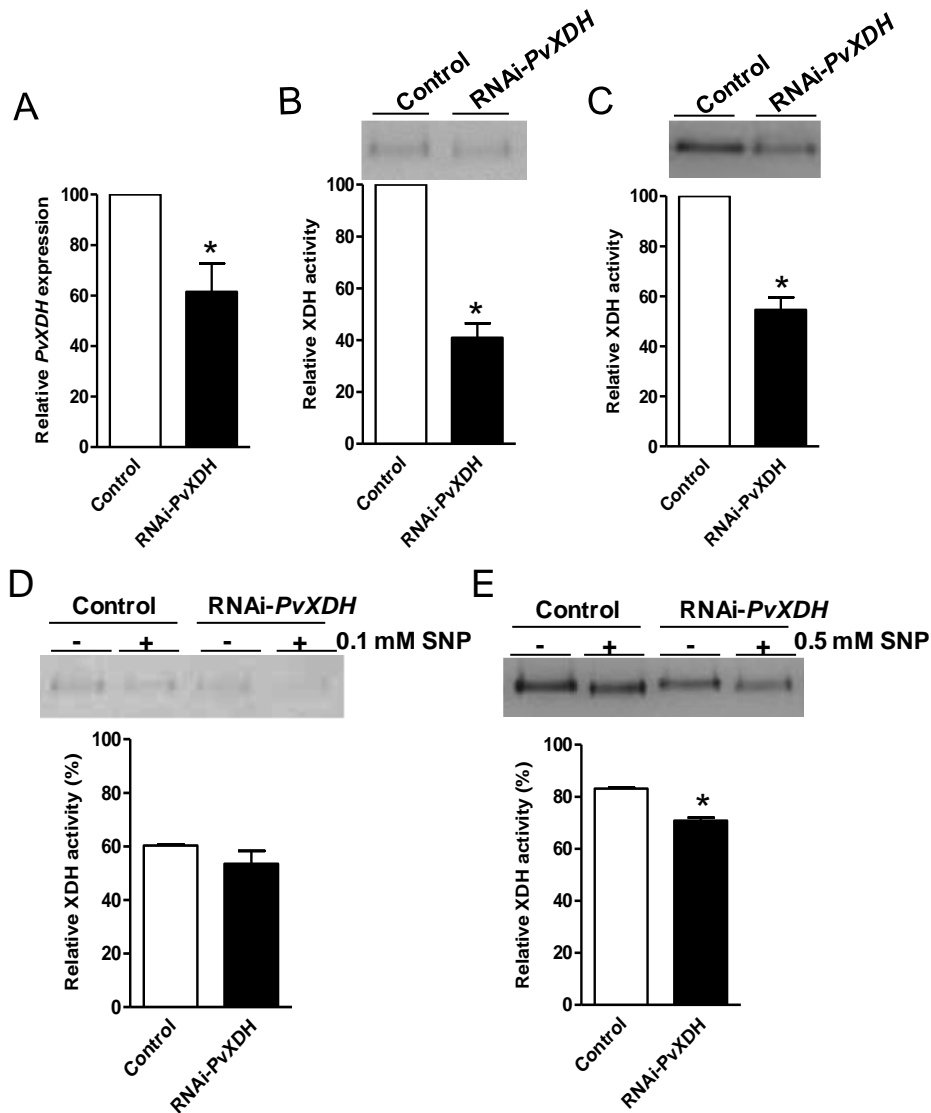 A
Relative PvXDH expression
100
80
60
40
20
0
*
Control
RNAi-PvXDH
B
Control
RNAi-PvXDH
Relative XDH activity
100
80
60
40
20
0
*
Control
RNAi-PvXDH
C
Control
RNAi-PvXDH
Relative XDH activity
100
80
60
40
20
0
*
Control
RNAi-PvXDH
D
Control RNAi-PvXDH
- + - + 0.1 mM SNP
Relative XDH activity (%)
100
80
60
40
20
0
Control
RNAi-PvXDH
E
Control RNAi-PvXDH
- + - + 0.5 mM SNP
Relative XDH activity (%)
100
80
60
40
20
0
*
Control
RNAi-PvXDH